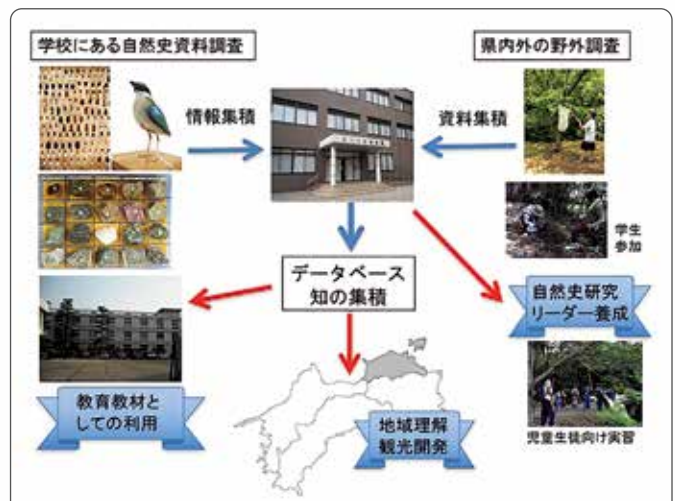 学校にある自然史資料調査
県内外の野外調査
情報集積
資料集積
学生
参加
データベース
知の集積
自然史研究
リーダー養成
教育教材と
しての利用
地域理解
観光開発
児童生徒向け実習